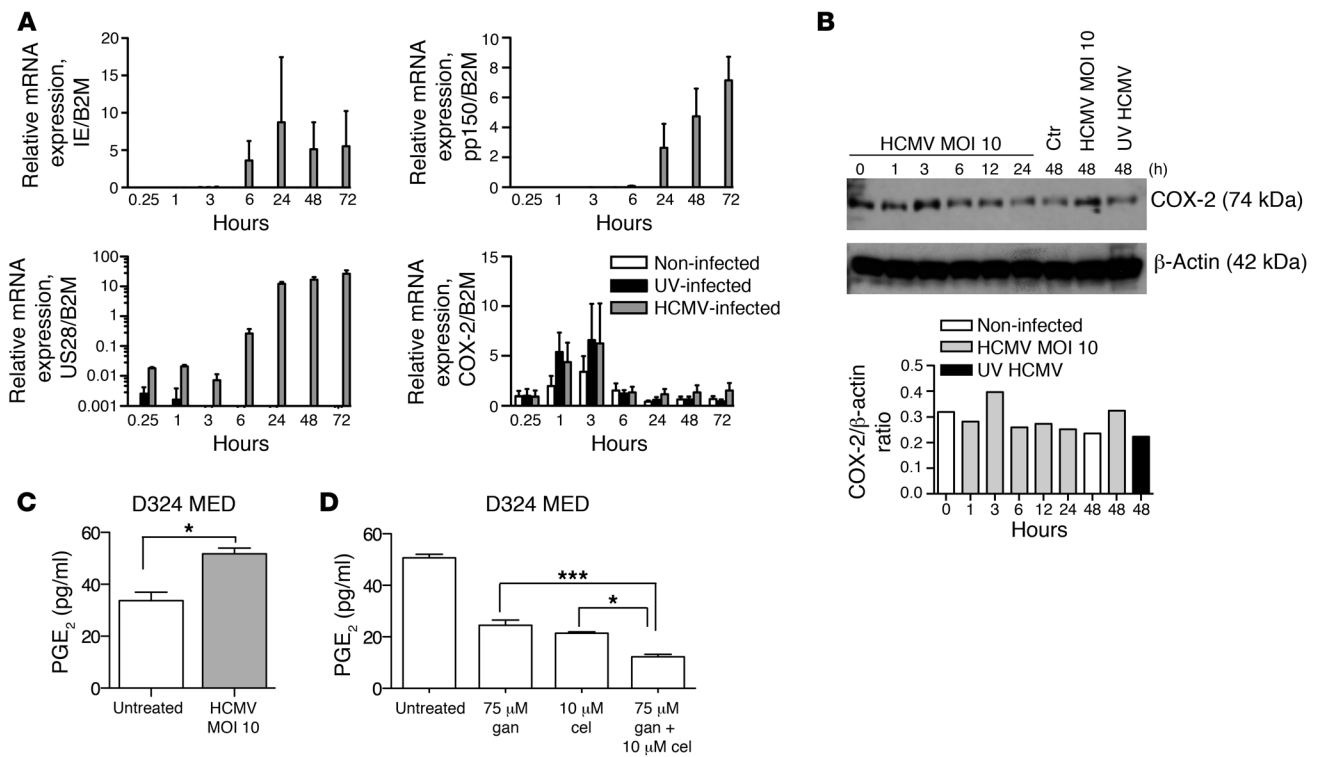 A
Relative mRNA
expression,
IE/B2M
20
15
10
5
0
0.25 1 3 6 24 48 72
Hours
Relative mRNA
expression,
pp150/B2M
10
8
6
4
2
0
0.25 1 3 6 24 48 72
Hours
Relative mRNA
expression,
US28/B2M
100
10
1
0.1
0.01
0.001
0.25 1 3 6 24 48 72
Hours
Relative mRNA
expression,
COX-2/B2M
15
10
5
0
Non-infected
UV-infected
HCMV-infected
0.25 1 3 6 24 48 72
Hours
B
HCMV MOI 10
Ctr
HCMV MOI 10
UV HCMV
0 1 3 6 12 24 48 48 48 (h)
COX-2 (74 kDa)
β-Actin (42 kDa)
Non-infected
HCMV MOI 10
UV HCMV
COX-2/β-actin
ratio
0.5
0.4
0.3
0.2
0.1
0.0
0 1 3 6 12 24 48 48 48
Hours
C
D324 MED
PGE2 (pg/ml)
60
40
20
0
*
Untreated
HCMV
MOI 10
D
D324 MED
PGE2 (pg/ml)
60
40
20
0
***
*
Untreated
75 μM
gan
10 μM
cel
75 μM
gan +
10 μM cel